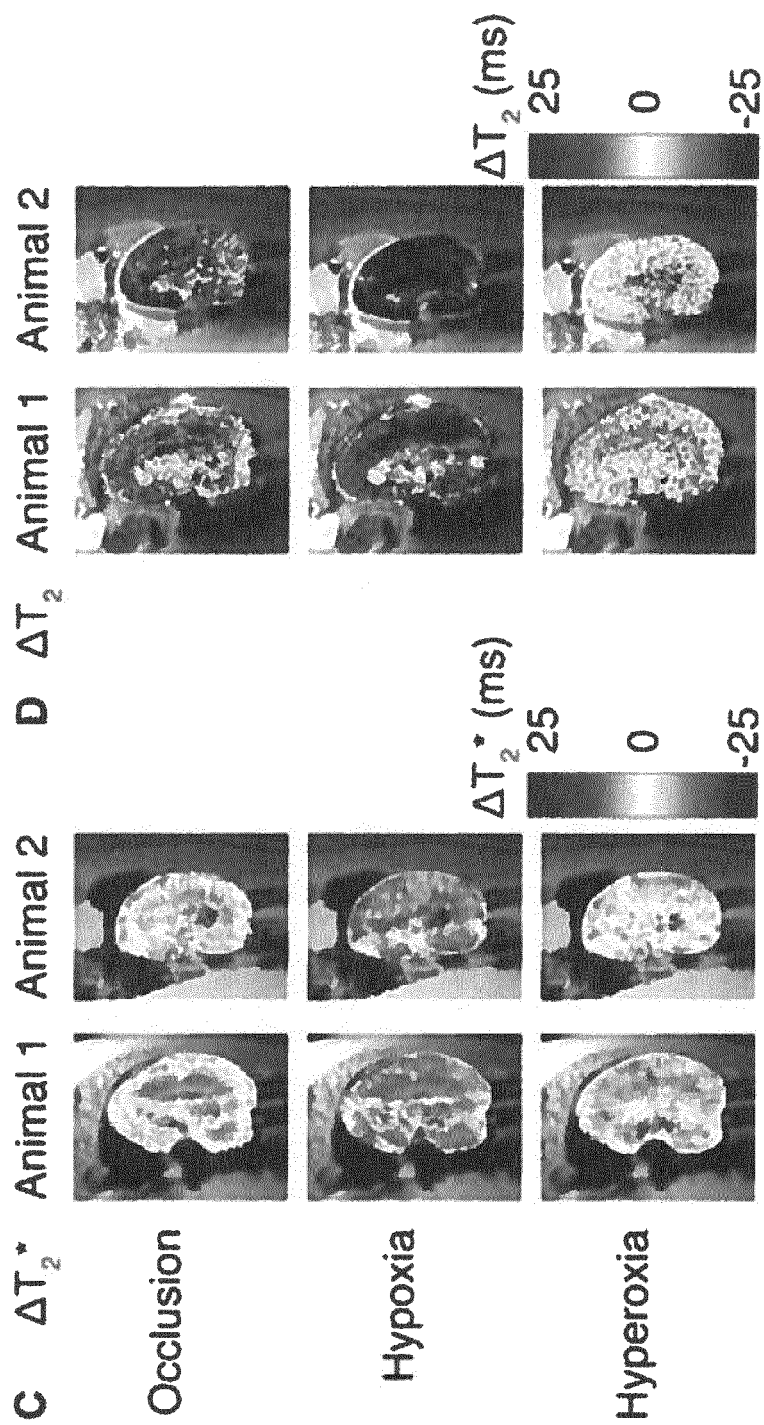 C ΔT₂*
Animal 1 Animal 2
Occlusion
Hypoxia
Hyperoxia
ΔT₂* (ms)
25
0
-25
D ΔT₂
Animal 1 Animal 2
ΔT₂ (ms)
25
0
-25